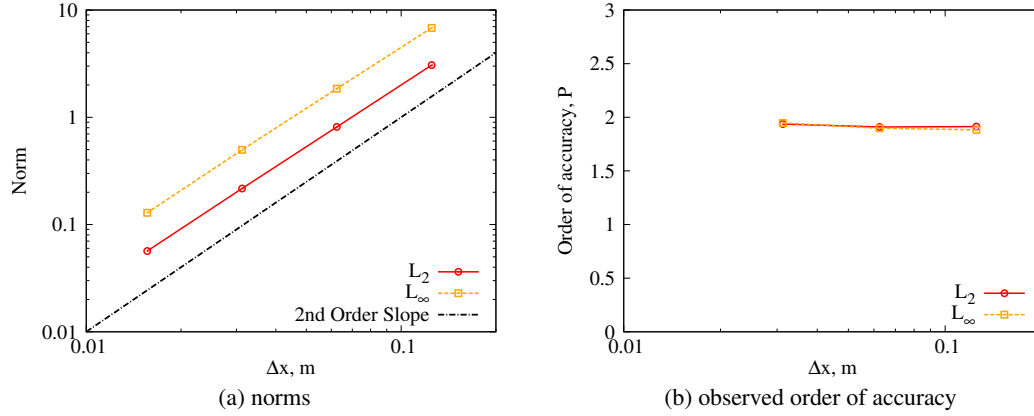 10
1
0.1
0.01
Norm
L2
L∞
2nd Order Slope
0.01
0.1
Δx, m
(a) norms
3
2.5
2
1.5
1
0.5
0
Order of accuracy, P
L2
L∞
0.01
0.1
Δx, m
(b) observed order of accuracy